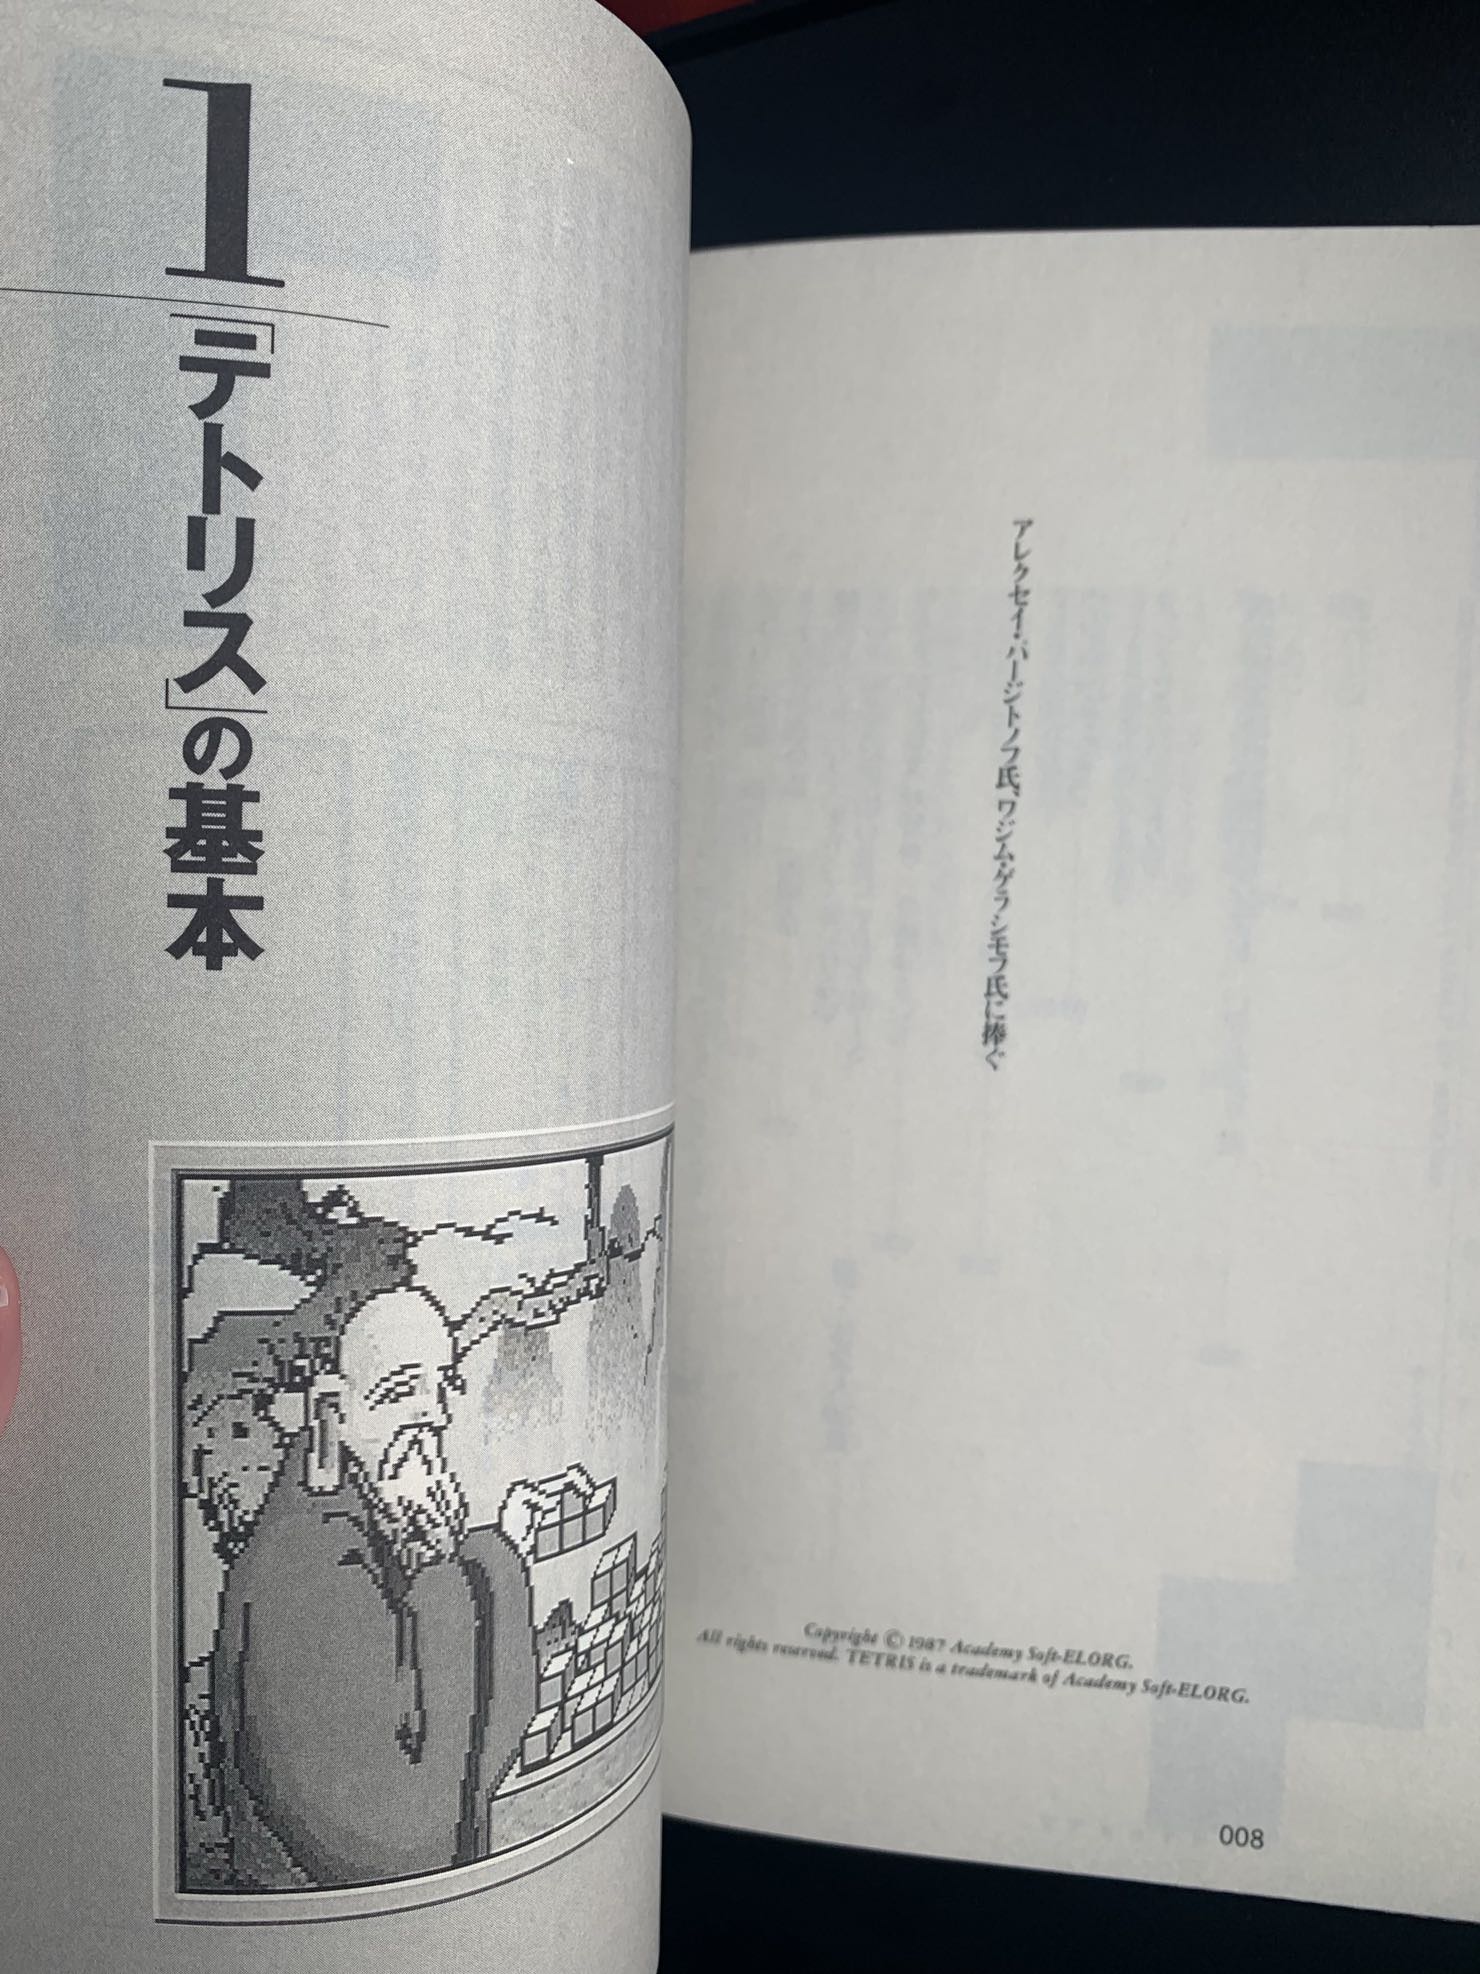 アレクセイ・パージトノフ氏、ワジム・ゲラシモフ氏に捧ぐ
Copyright © 1987 Academy Soft-ELORG.
All rights reserved. TETRIS is a trademark of Academy Soft-ELORG.
008
1
「テトリス」の基本